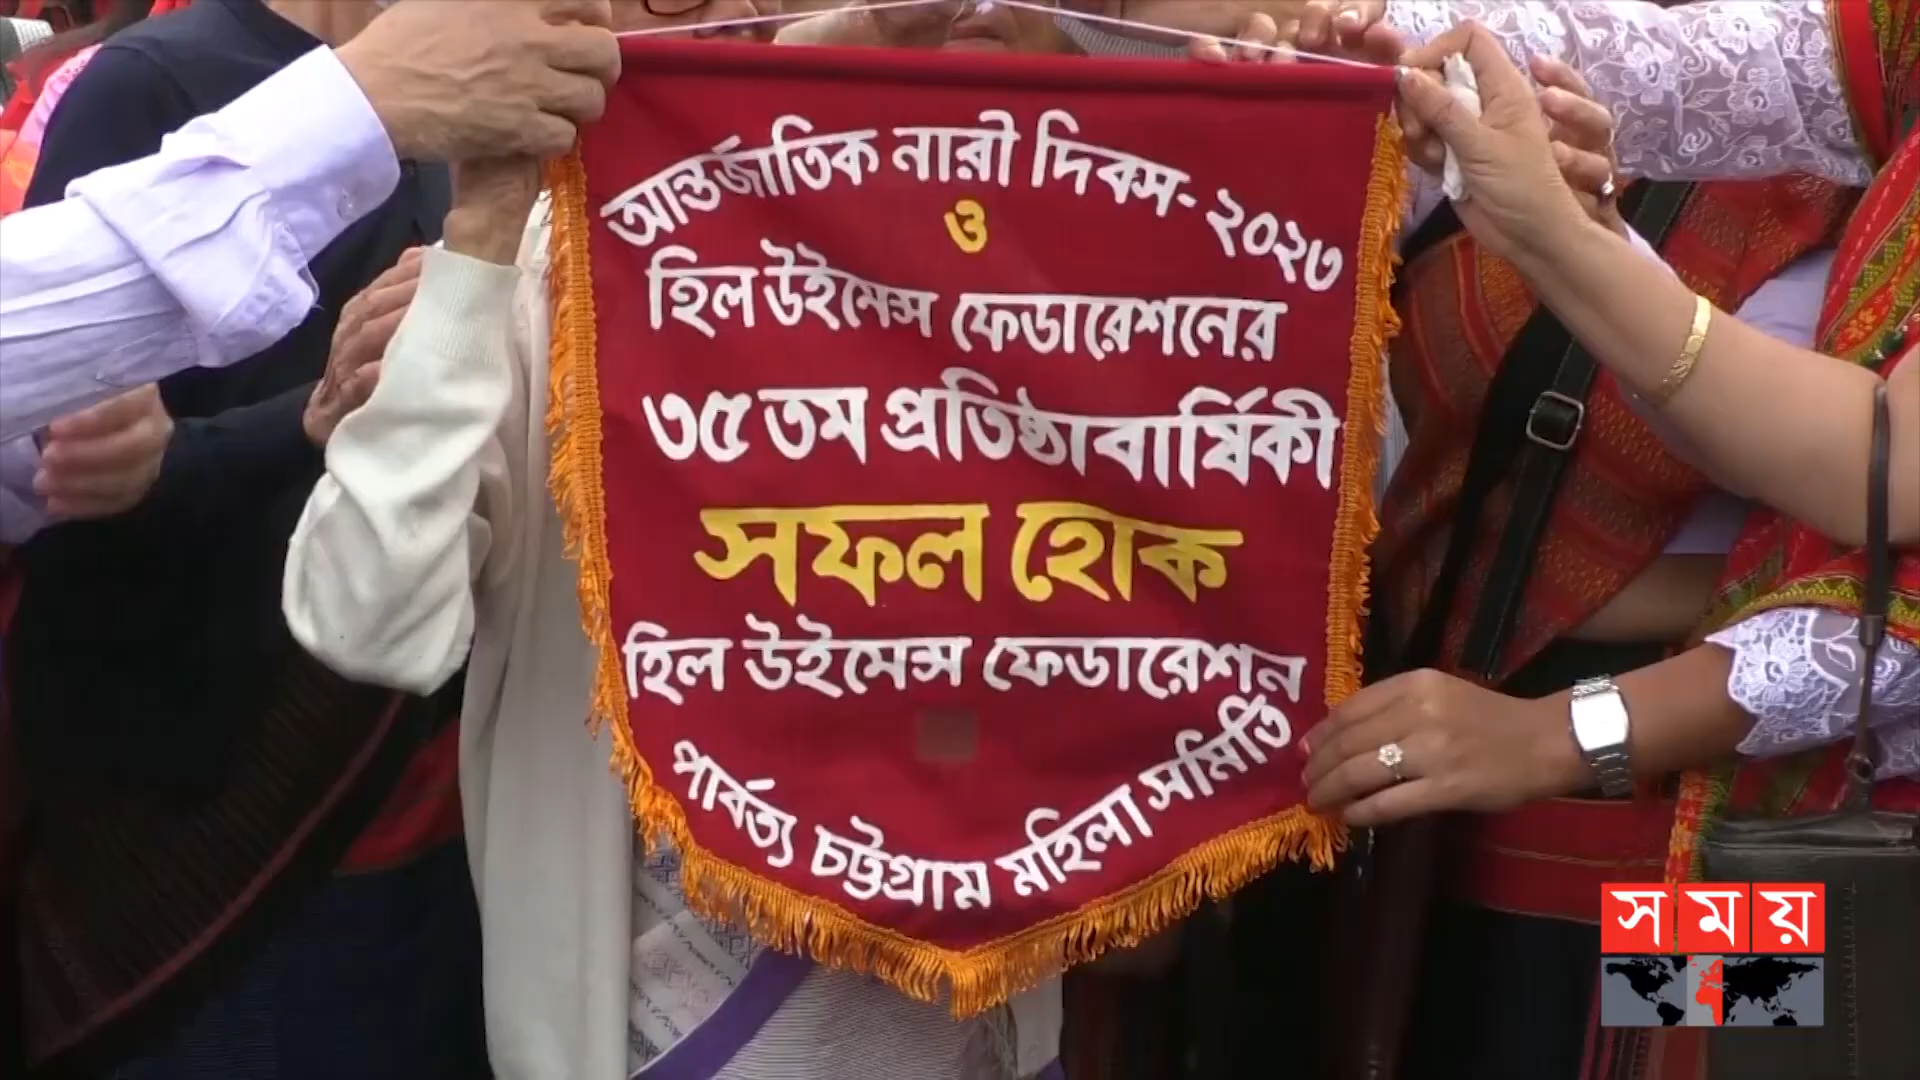 আন্তর্জাতিক নারী দিবস- ২০২৩
ও
হিল উইমেন্স ফেডারেশনের
৩৫ তম প্রতিষ্ঠাবার্ষিকী
সফল হোক
হিল উইমেন্স ফেডারেশন
পার্বত্য চট্টগ্রাম মহিলা সমিতি
সময়